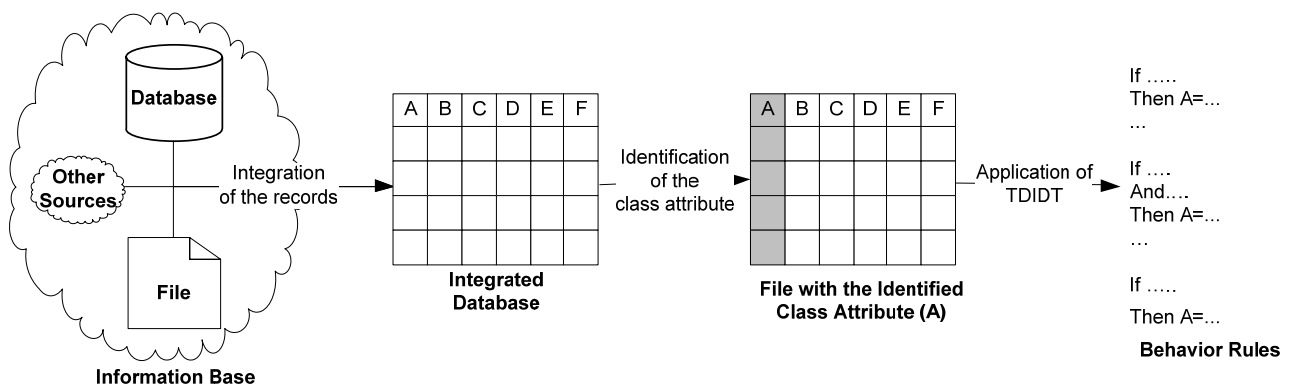 Database
Other
Sources
File
Information Base
Integration
of the records
A B C D E F
Integrated
Database
Identification
of the
class attribute
A B C D E F
File with the Identified
Class Attribute (A)
Application of
TDIDT
If .....
Then A=...
...
If ....
And....
Then A=...
...
If .....
Then A=...
Behavior Rules